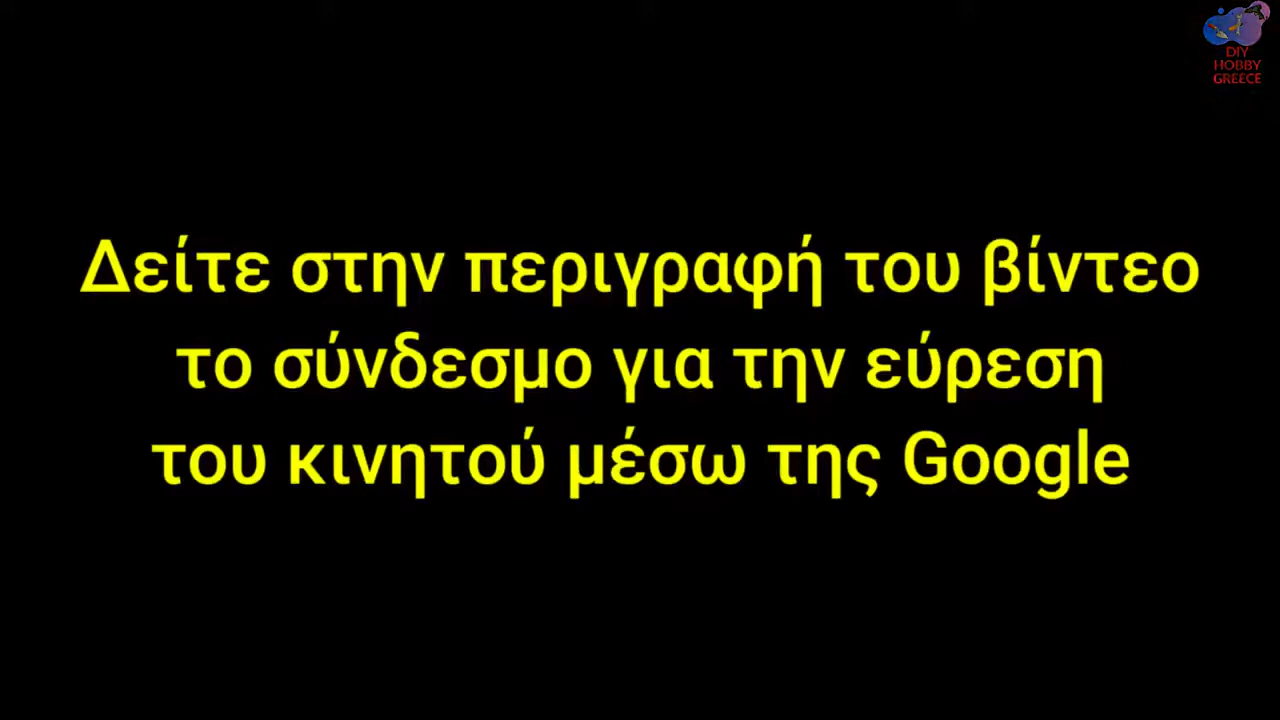 DIY
HOBBY
GREECE
Δείτε στην περιγραφή του βίντεο
το σύνδεσμο για την εύρεση
του κινητού μέσω της Google